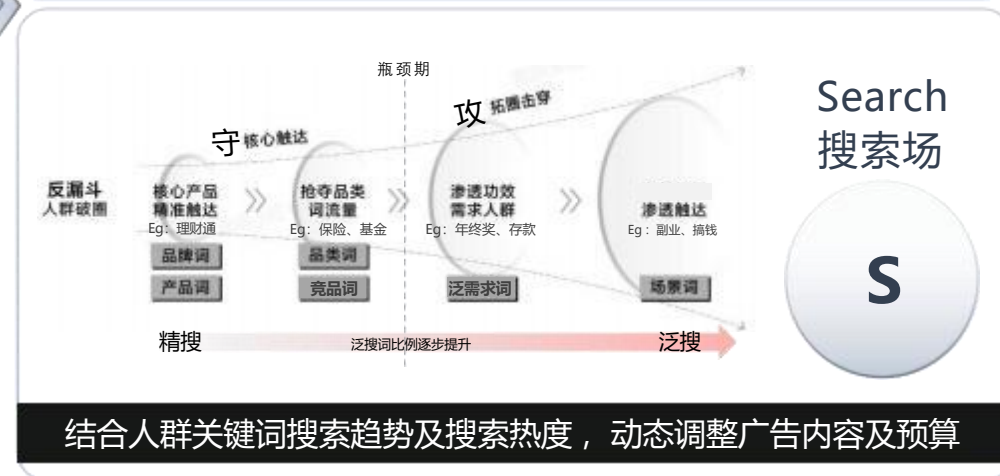 瓶颈期
攻 拓圈击穿
守 核心触达
Search
搜索场
反漏斗
人群破圈
核心产品
精准触达
Eg：理财通
品牌词
产品词
抢夺品类
词流量
Eg：保险、基金
品类词
竞品词
渗透功效
需求人群
Eg：年终奖、存款
泛需求词
渗透触达
Eg：副业、搞钱
场景词
S
精搜
泛搜词比例逐步提升
泛搜
结合人群关键词搜索趋势及搜索热度，动态调整广告内容及预算